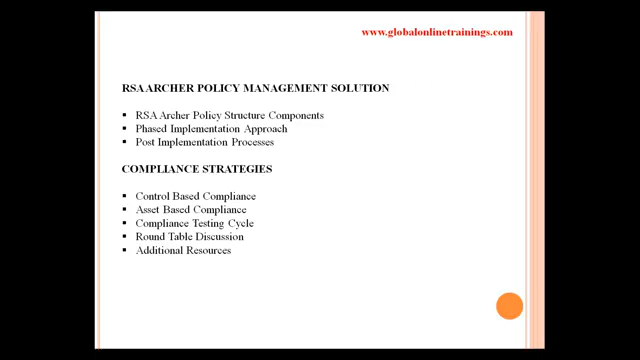 www.globalonlinetrainings.com
RSA ARCHER POLICY MANAGEMENT SOLUTION
▪ RSA Archer Policy Structure Components
▪ Phased Implementation Approach
▪ Post Implementation Processes
COMPLIANCE STRATEGIES
▪ Control Based Compliance
▪ Asset Based Compliance
▪ Compliance Testing Cycle
▪ Round Table Discussion
▪ Additional Resources